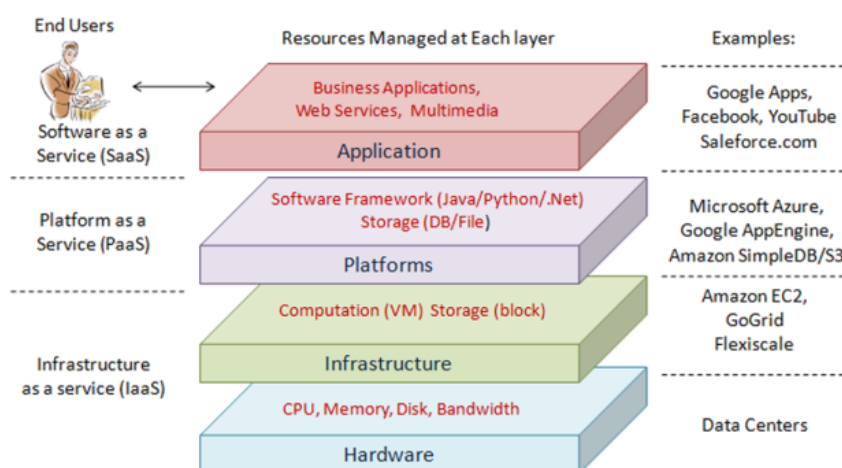 End Users
Resources Managed at Each layer
Examples:
Business Applications,
Web Services, Multimedia
Application
Software as a
Service (SaaS)
Google Apps,
Facebook, YouTube
Saleforce.com
Software Framework (Java/Python/.Net)
Storage (DB/File)
Platforms
Platform as a
Service (PaaS)
Microsoft Azure,
Google AppEngine,
Amazon SimpleDB/S3
Computation (VM) Storage (block)
Infrastructure
Amazon EC2,
GoGrid
Flexiscale
Infrastructure
as a service (IaaS)
CPU, Memory, Disk, Bandwidth
Hardware
Data Centers